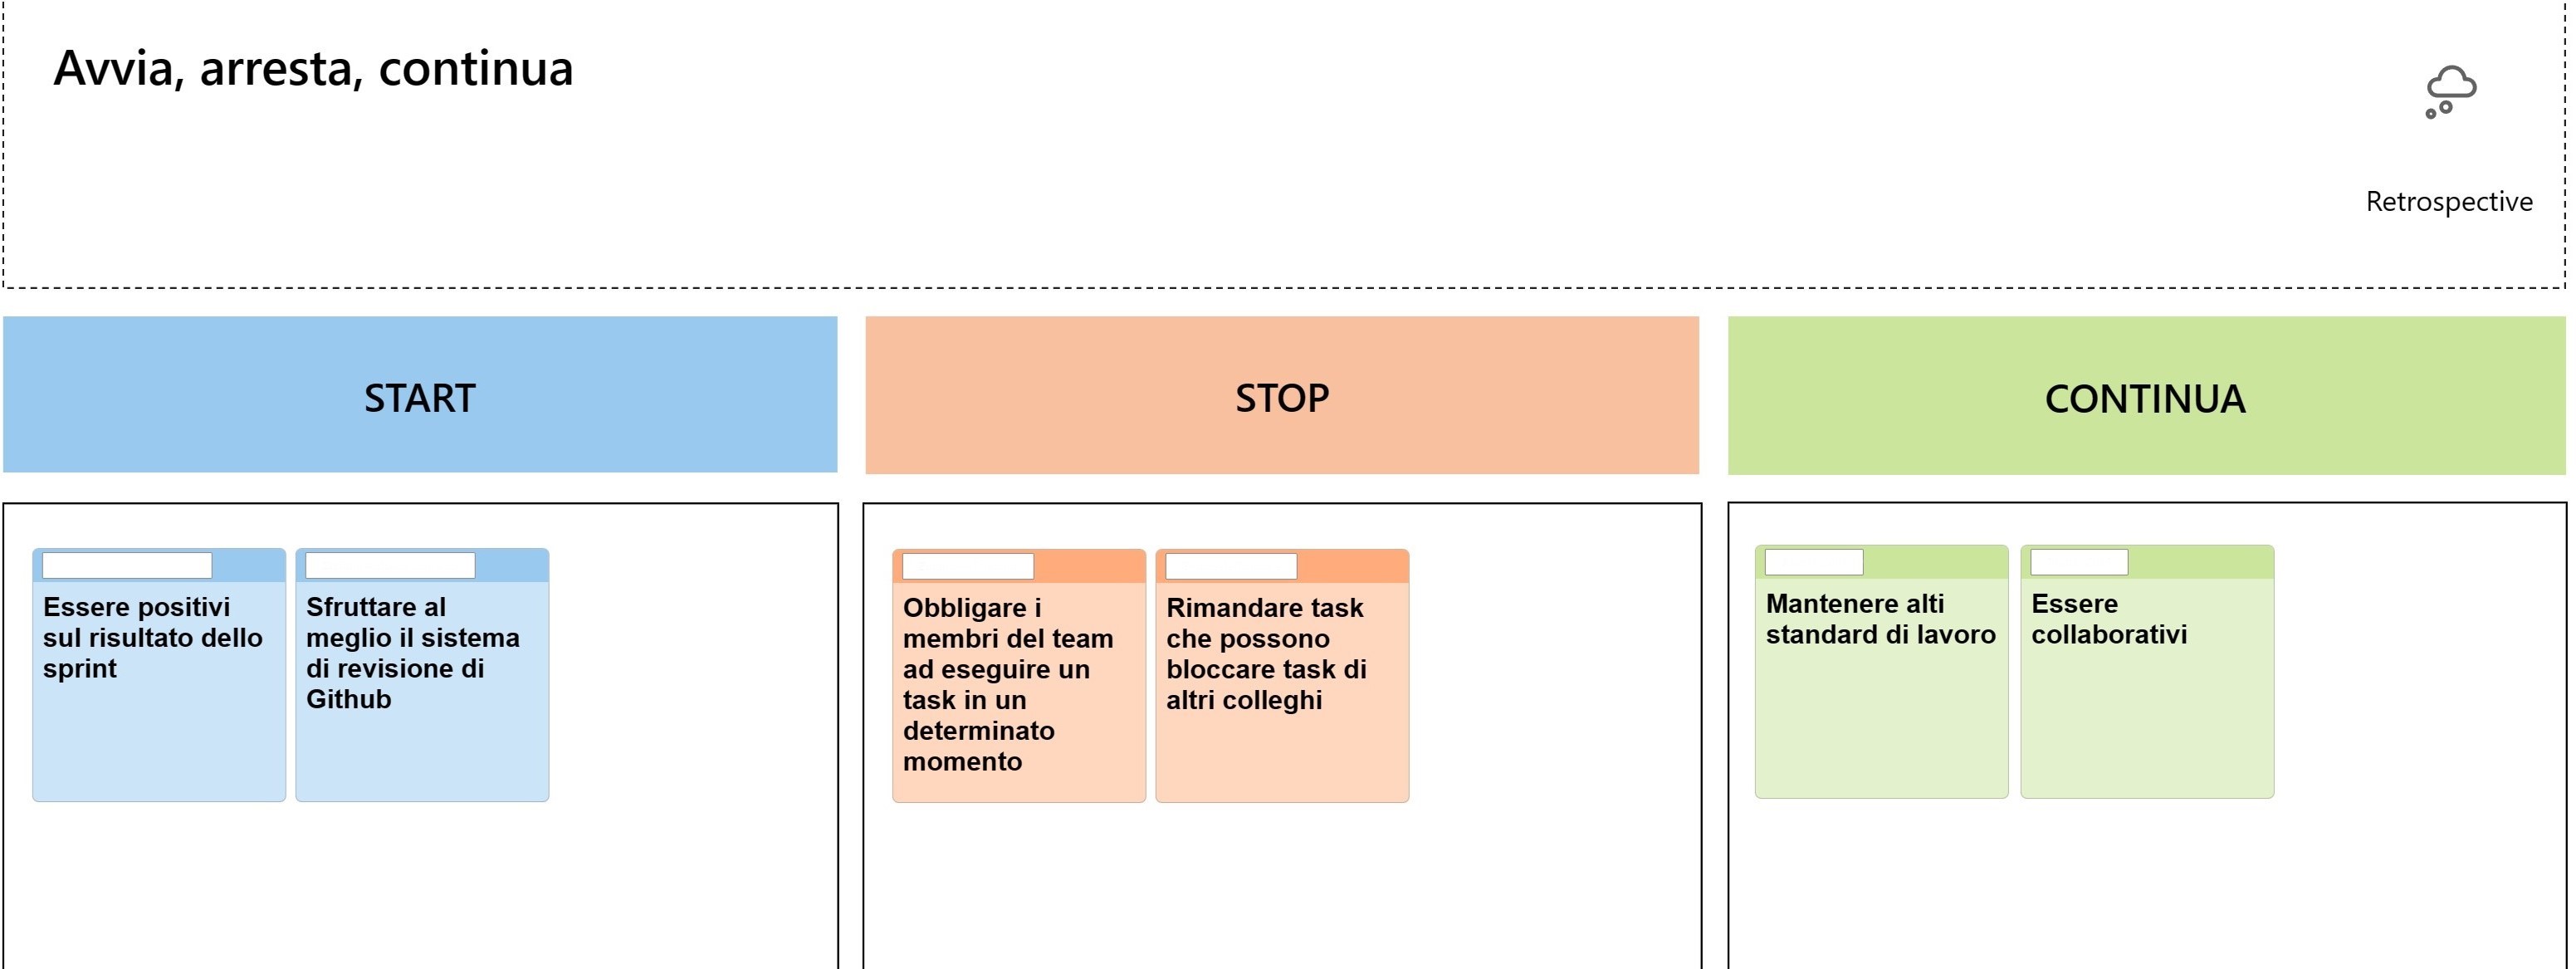 Avvia, arresta, continua
Retrospective
START
STOP
CONTINUA
Essere positivi
sul risultato dello
sprint
Sfruttare al
meglio il sistema
di revisione di
Github
Obbligare i
membri del team
ad eseguire un
task in un
determinato
momento
Rimandare task
che possono
bloccare task di
altri colleghi
Mantenere alti
standard di lavoro
Essere
collaborativi